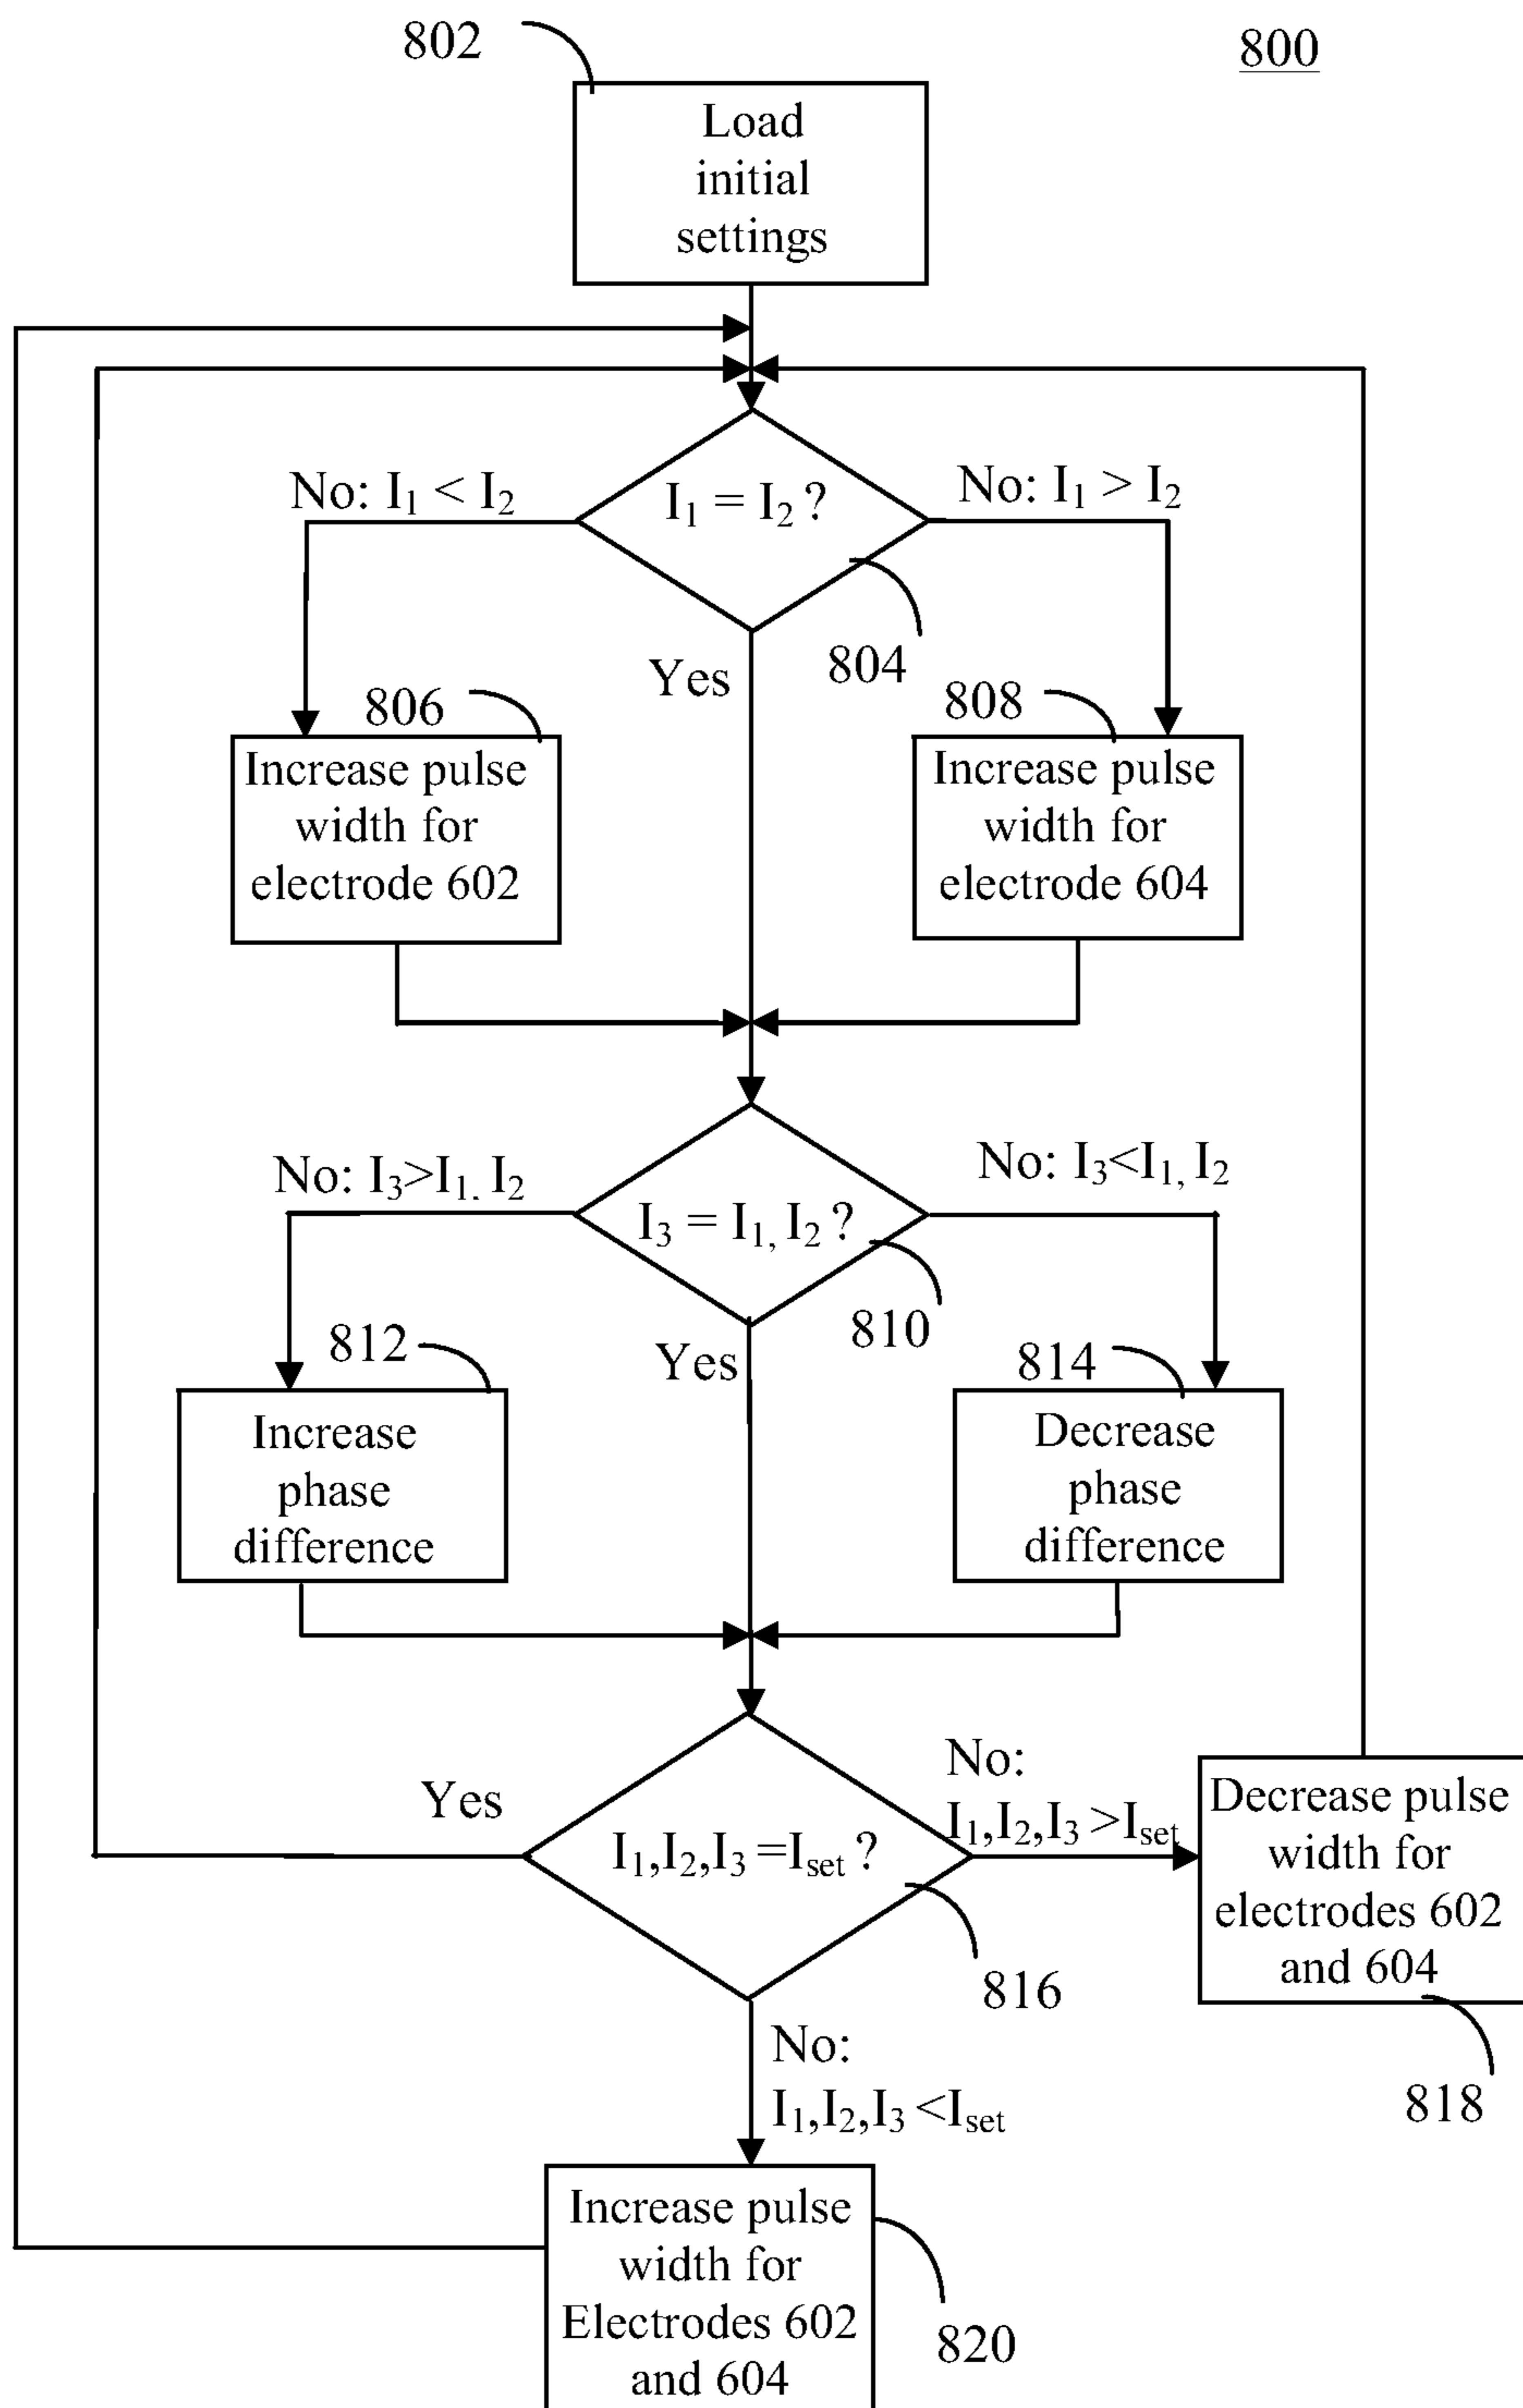 802
800
Load
initial
settings
No: I₁ < I₂
I₁ = I₂ ?
No: I₁ > I₂
804
Yes
806
808
Increase pulse
width for
electrode 602
Increase pulse
width for
electrode 604
No: I₃>I₁, I₂
I₃ = I₁, I₂ ?
No: I₃<I₁, I₂
810
Yes
812
814
Increase
phase
difference
Decrease
phase
difference
Yes
I₁,I₂,I₃ =Iset ?
No:
I₁,I₂,I₃ >Iset
Decrease pulse
width for
electrodes 602
and 604
816
818
No:
I₁,I₂,I₃ <Iset
Increase pulse
width for
Electrodes 602
and 604
820